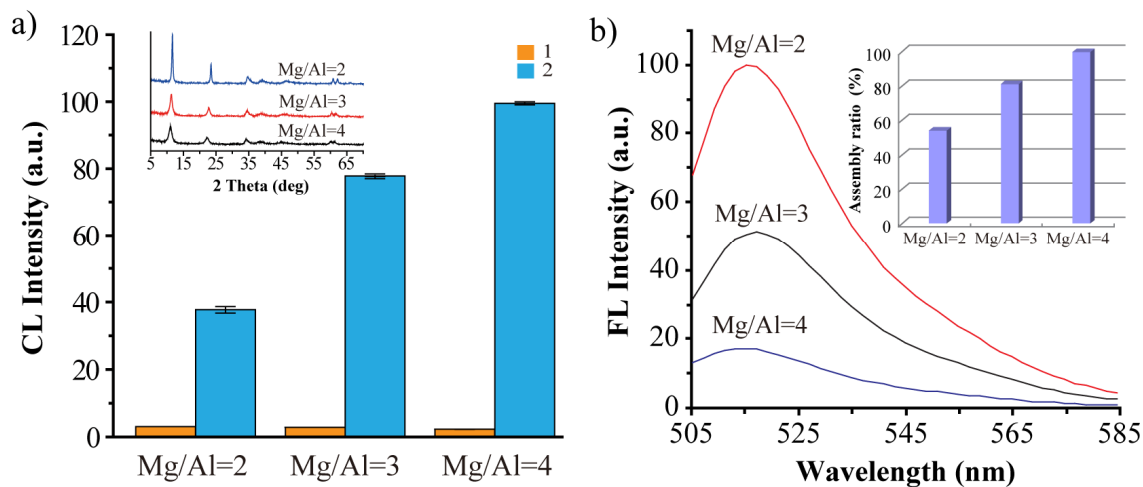 a)
120
100
80
60
40
20
0
CL Intensity (a.u.)
Mg/Al=2
Mg/Al=3
Mg/Al=4
5 15 25 35 45 55 65
2 Theta (deg)
1
2
Mg/Al=2 Mg/Al=3 Mg/Al=4
b)
100
80
60
40
20
0
FL Intensity (a.u.)
Mg/Al=2
Mg/Al=3
Mg/Al=4
505 525 545 565 585
Wavelength (nm)
100
80
60
40
20
0
Assembly ratio (%)
Mg/Al=2 Mg/Al=3 Mg/Al=4